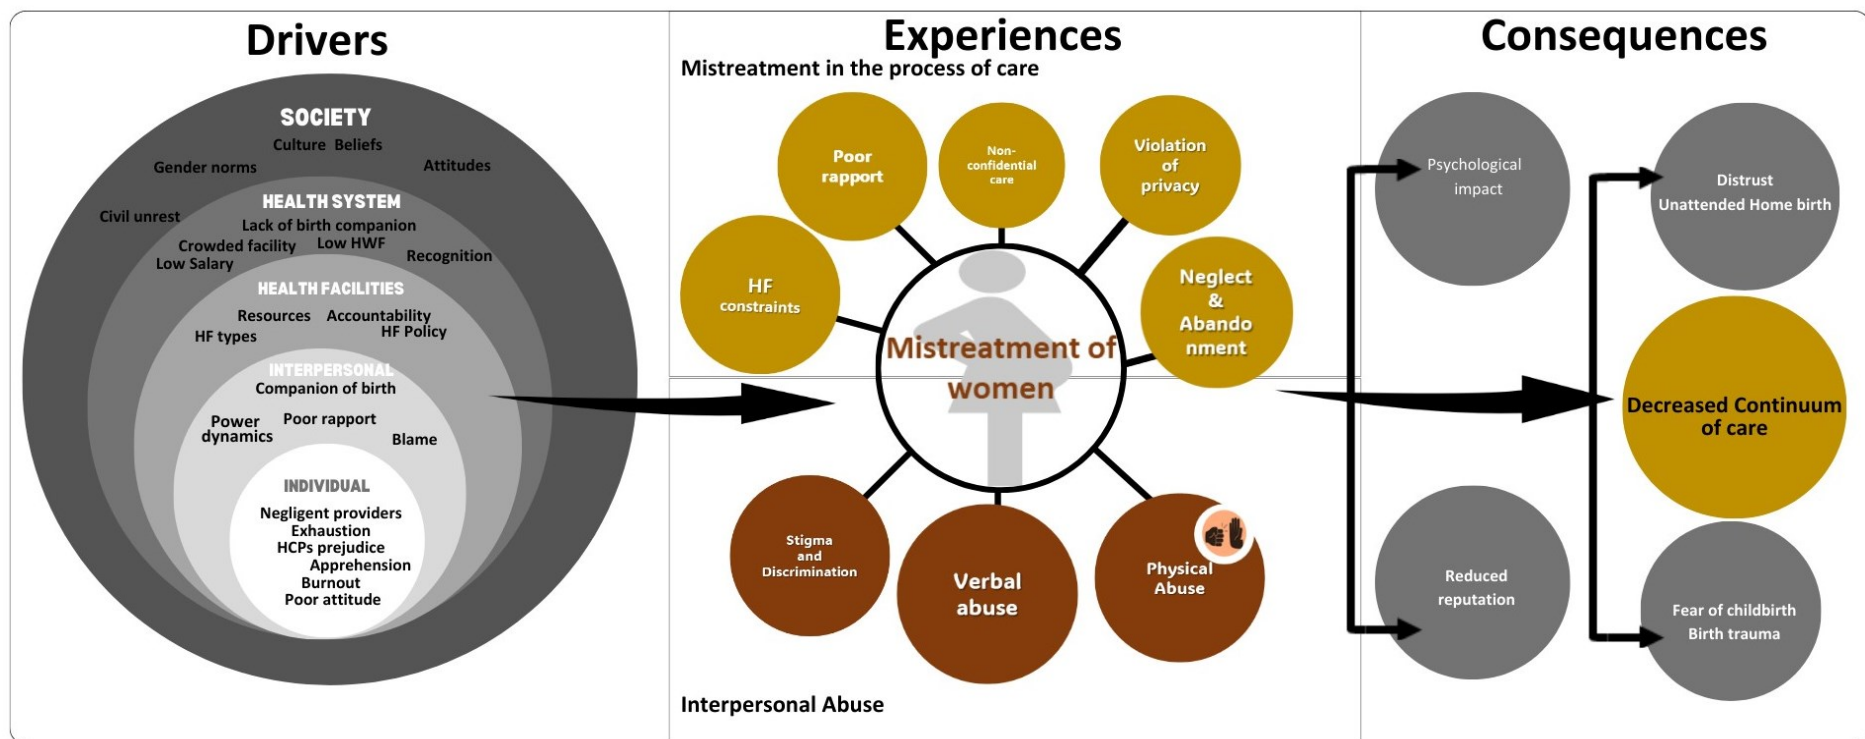 Drivers
SOCIETY
Culture Beliefs
Gender norms
Attitudes
HEALTH SYSTEM
Civil unrest
Lack of birth companion
Crowded facility
Low HWF
Low Salary
Recognition
HEALTH FACILITIES
Resources
Accountability
HF types
HF Policy
INTERPERSONAL
Companion of birth
Power
dynamics
Poor rapport
Blame
INDIVIDUAL
Negligent providers
Exhaustion
HCPs prejudice
Apprehension
Burnout
Poor attitude
Experiences
Mistreatment in the process of care
HF
constraints
Poor
rapport
Non-
confidential
care
Violation
of
privacy
Neglect
&
Abando
nment
Mistreatment of
women
Stigma
and
Discrimination
Verbal
abuse
Physical
Abuse
Interpersonal Abuse
Consequences
Psychological
impact
Reduced
reputation
Distrust
Unattended Home birth
Decreased Continuum
of care
Fear of childbirth
Birth trauma